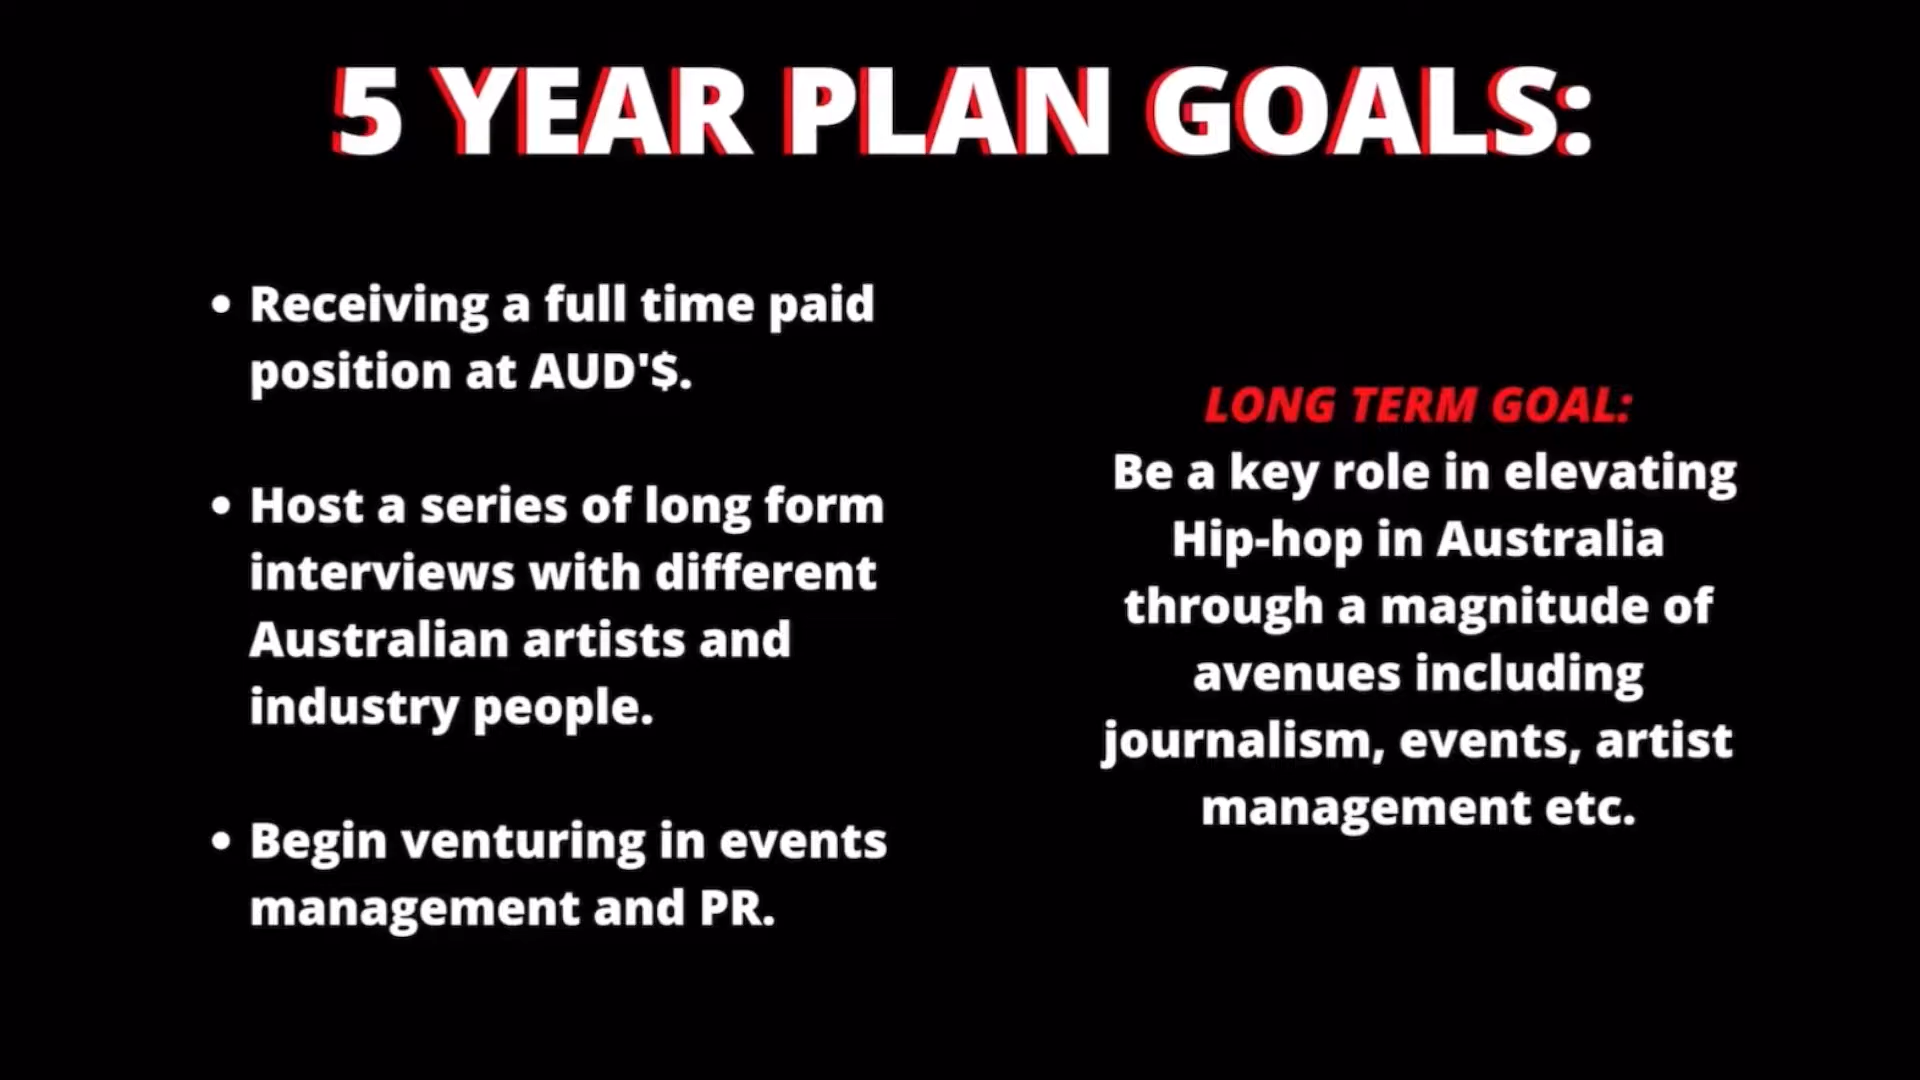 5 YEAR PLAN GOALS:
• Receiving a full time paid
position at AUD'$.
• Host a series of long form
interviews with different
Australian artists and
industry people.
• Begin venturing in events
management and PR.
LONG TERM GOAL:
Be a key role in elevating
Hip-hop in Australia
through a magnitude of
avenues including
journalism, events, artist
management etc.